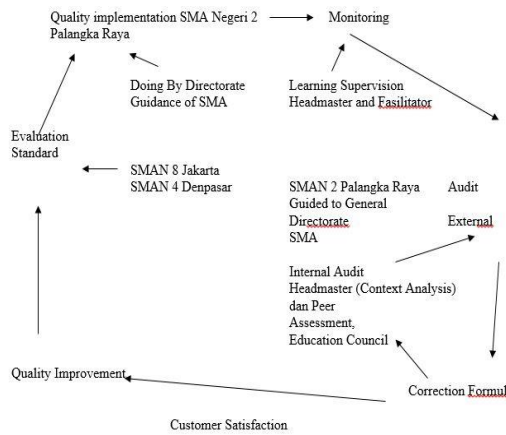 Quality implementation SMA Negeri 2
Palangka Raya
Monitoring
Doing By Directorate
Guidance of SMA
Learning Supervision
Headmaster and Fasilitator
Evaluation
Standard
SMAN 8 Jakarta
SMAN 4 Denpasar
SMAN 2 Palangka Raya
Guided to General
Directorate
SMA
Audit
External
Internal Audit
Headmaster (Context Analysis)
dan Peer
Assessment,
Education Council
Quality Improvement
Correction Formul
Customer Satisfaction